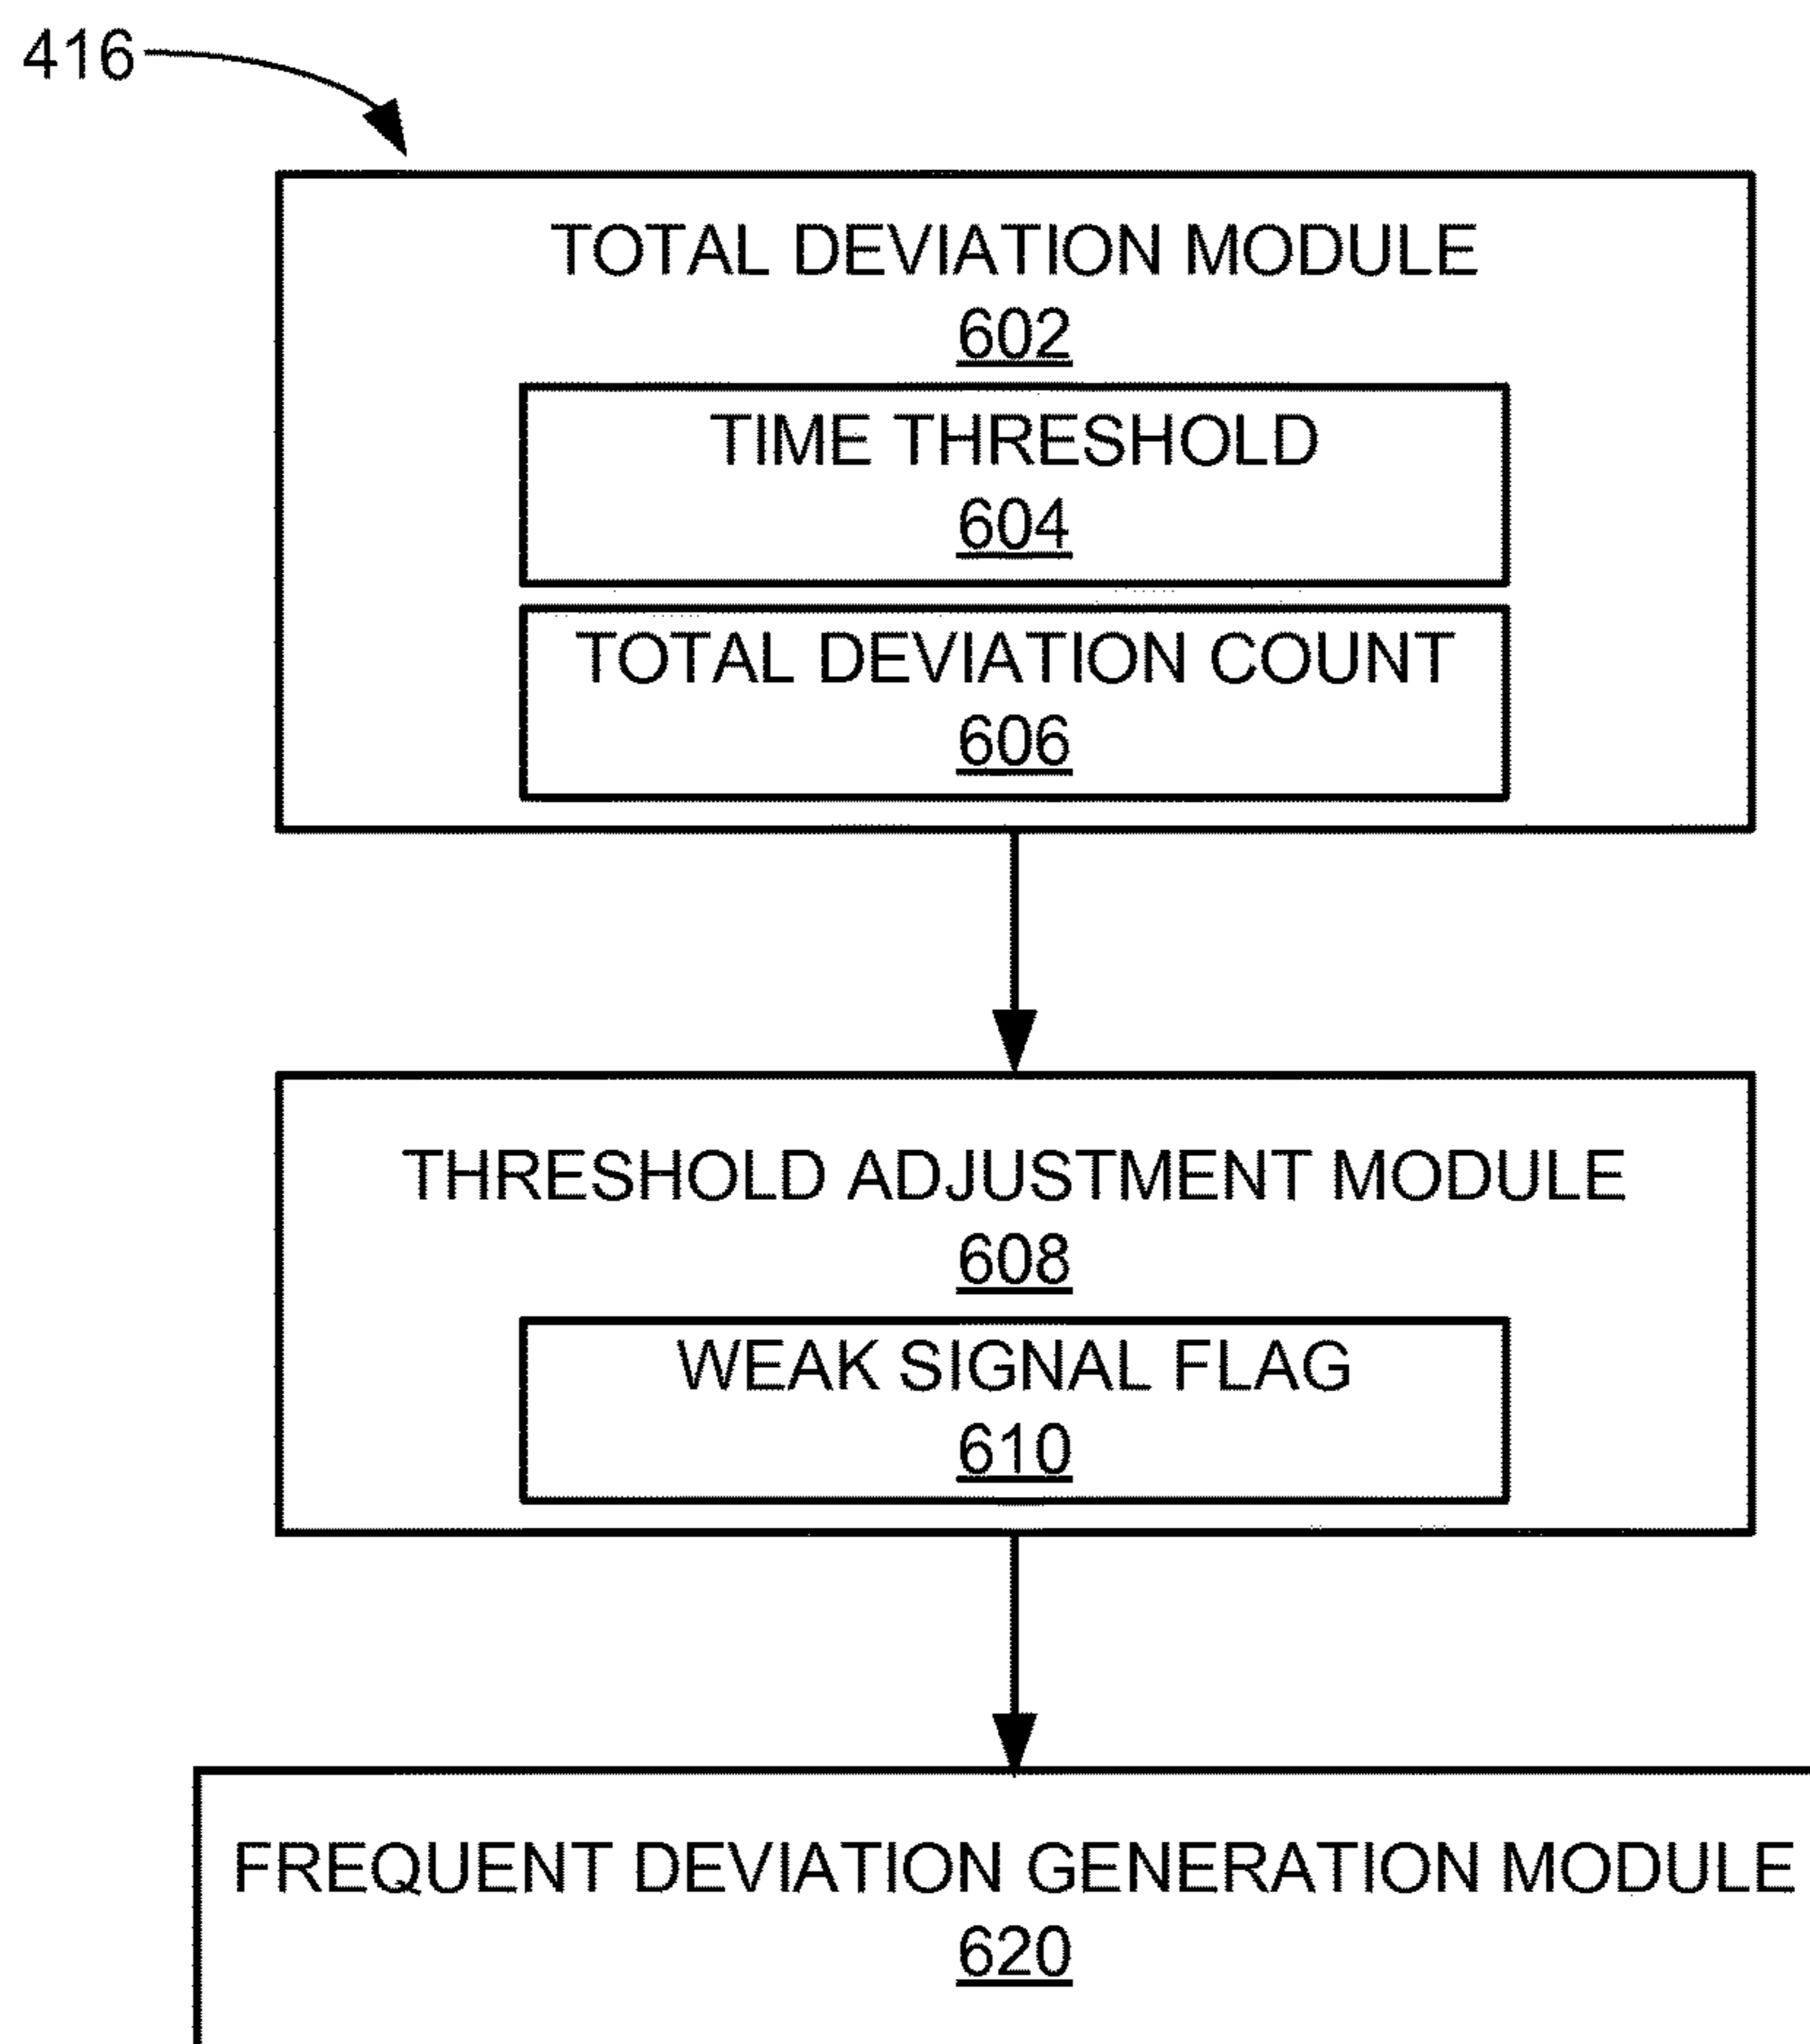 416
TOTAL DEVIATION MODULE
602
TIME THRESHOLD
604
TOTAL DEVIATION COUNT
606
THRESHOLD ADJUSTMENT MODULE
608
WEAK SIGNAL FLAG
610
FREQUENT DEVIATION GENERATION MODULE
620